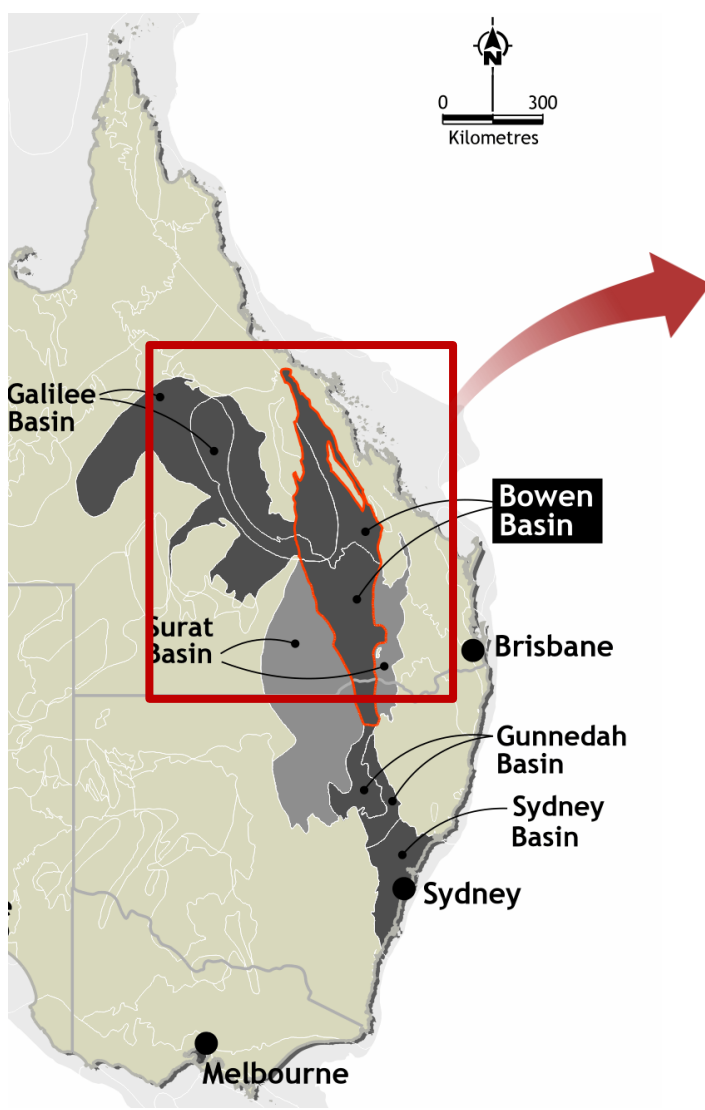 N
0 300
Kilometres
Galilee
Basin
Bowen
Basin
Surat
Basin
Brisbane
Gunnedah
Basin
Sydney
Basin
Sydney
Melbourne